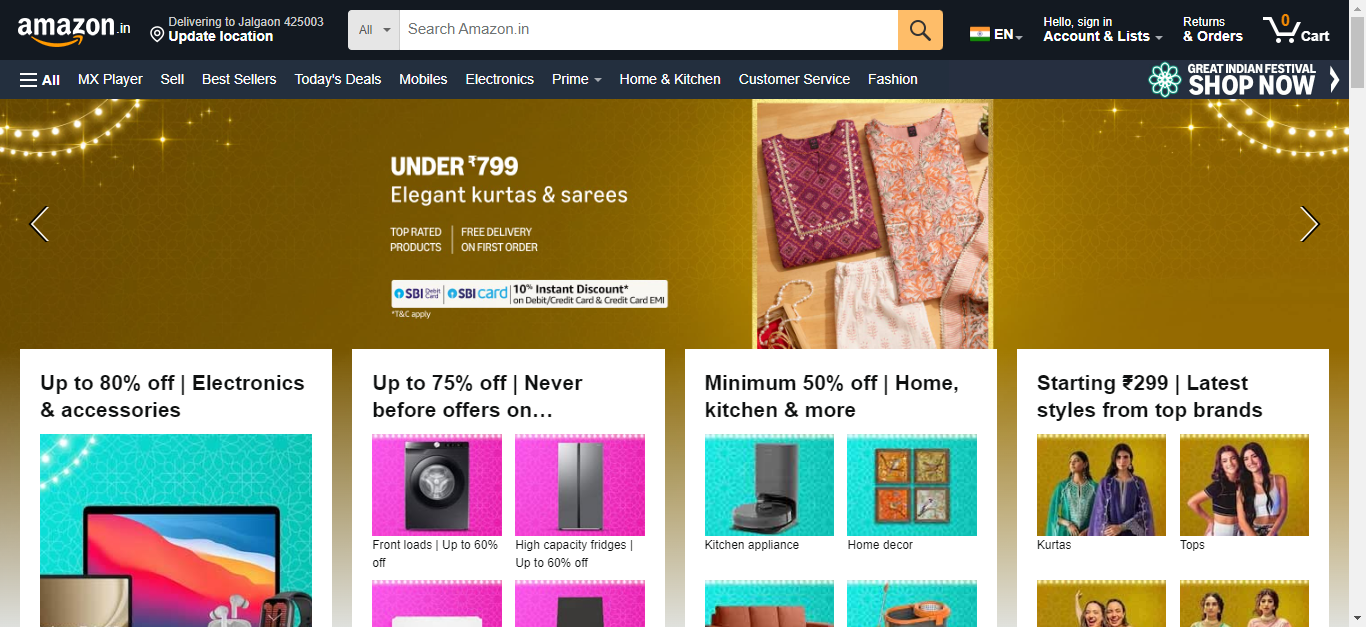 amazon.in
Delivering to Jalgaon 425003
Update location
All
Search Amazon.in
EN
Hello, sign in
Account & Lists
Returns
& Orders
0
Cart
All
MX Player
Sell
Best Sellers
Today's Deals
Mobiles
Electronics
Prime
Home & Kitchen
Customer Service
Fashion
GREAT INDIAN FESTIVAL
SHOP NOW
UNDER ₹799
Elegant kurtas & sarees
TOP RATED
PRODUCTS
FREE DELIVERY
ON FIRST ORDER
SBI Debit Card
SBI card
10% Instant Discount*
on Debit/Credit Card & Credit Card EMI
*T&C apply
Up to 80% off | Electronics
& accessories
Up to 75% off | Never
before offers on…
Front loads | Up to 60%
off
High capacity fridges |
Up to 60% off
Minimum 50% off | Home,
kitchen & more
Kitchen appliance
Home decor
Starting ₹299 | Latest
styles from top brands
Kurtas
Tops